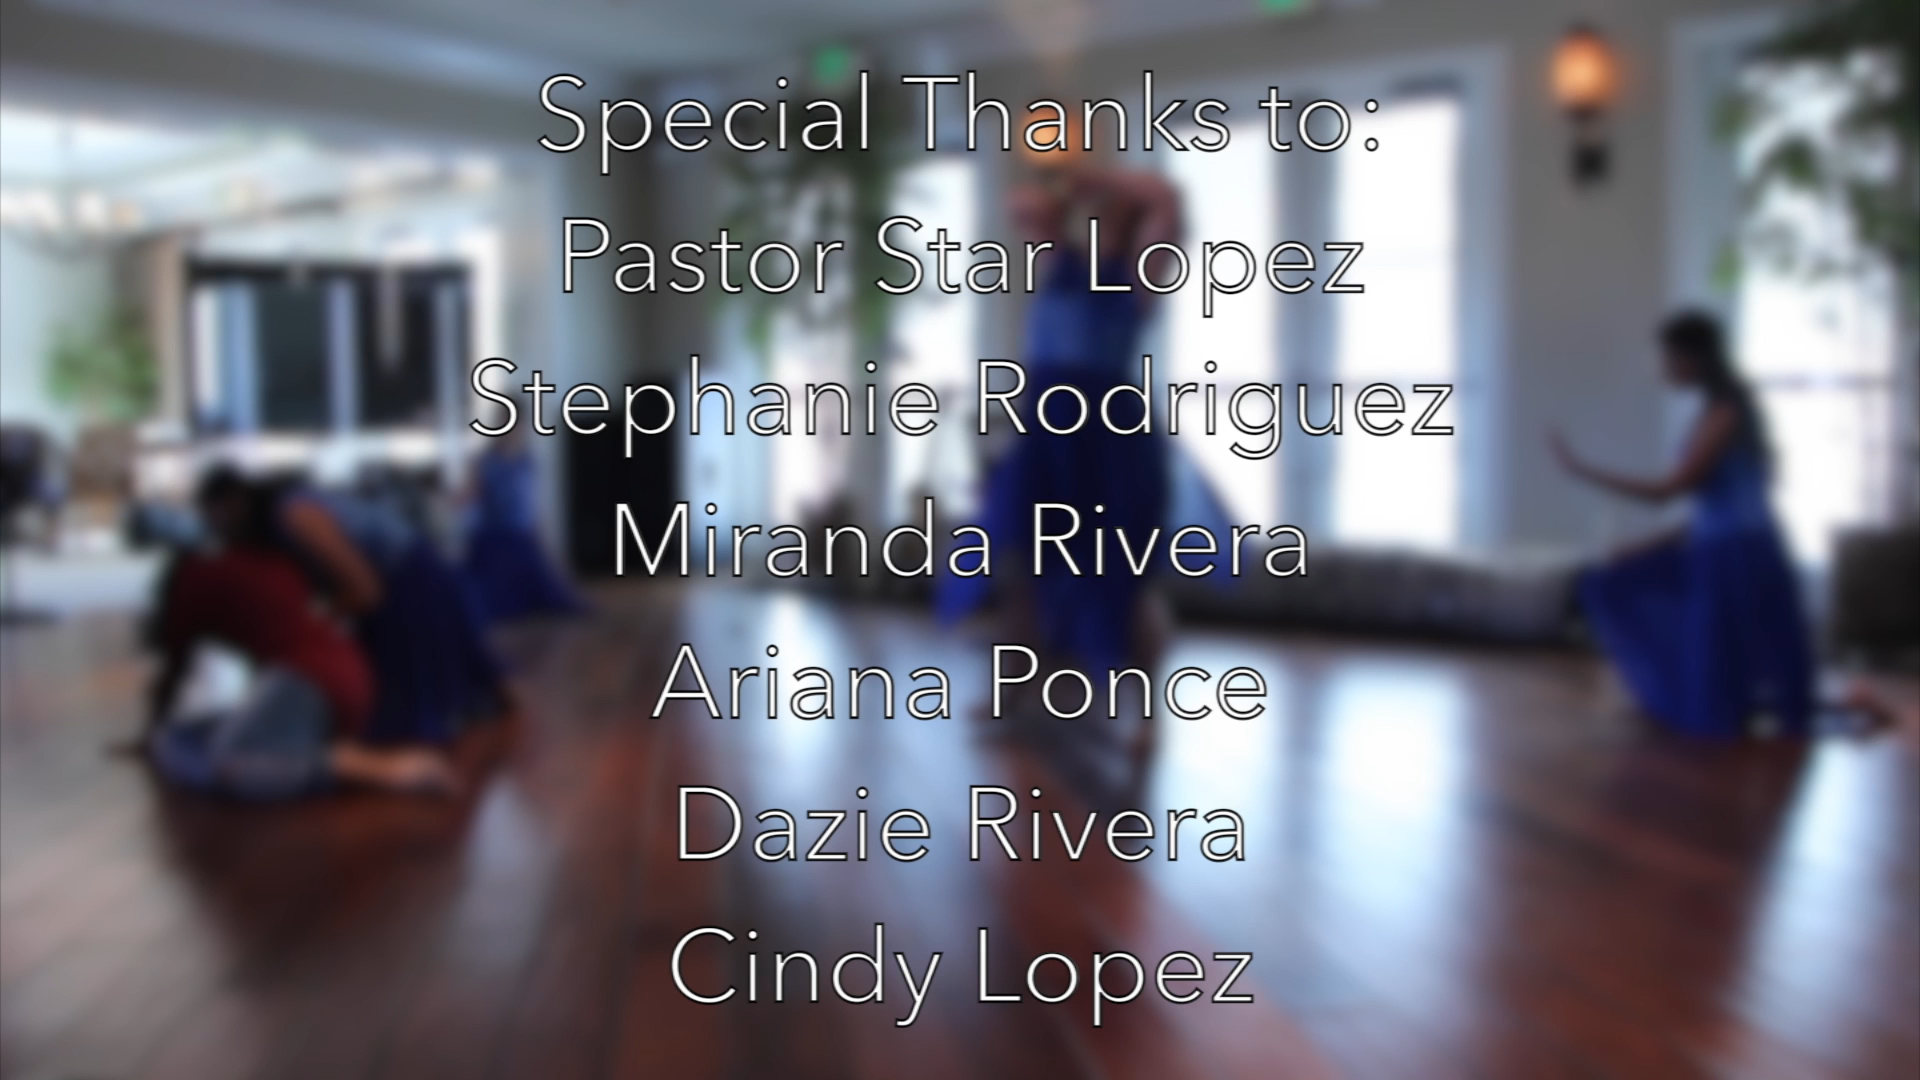 Special Thanks to:
Pastor Star Lopez
Stephanie Rodriguez
Miranda Rivera
Ariana Ponce
Dazie Rivera
Cindy Lopez